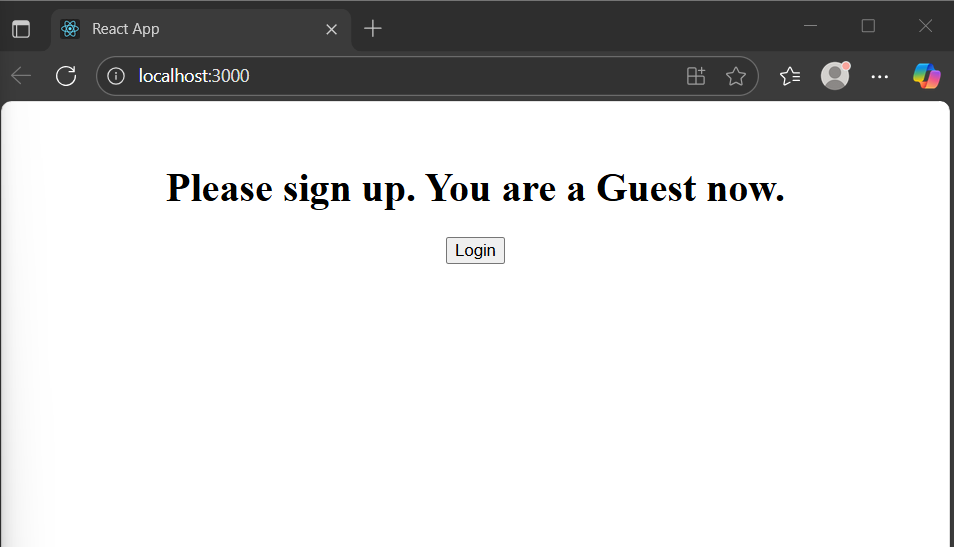 React App
localhost:3000
Please sign up. You are a Guest now.
Login